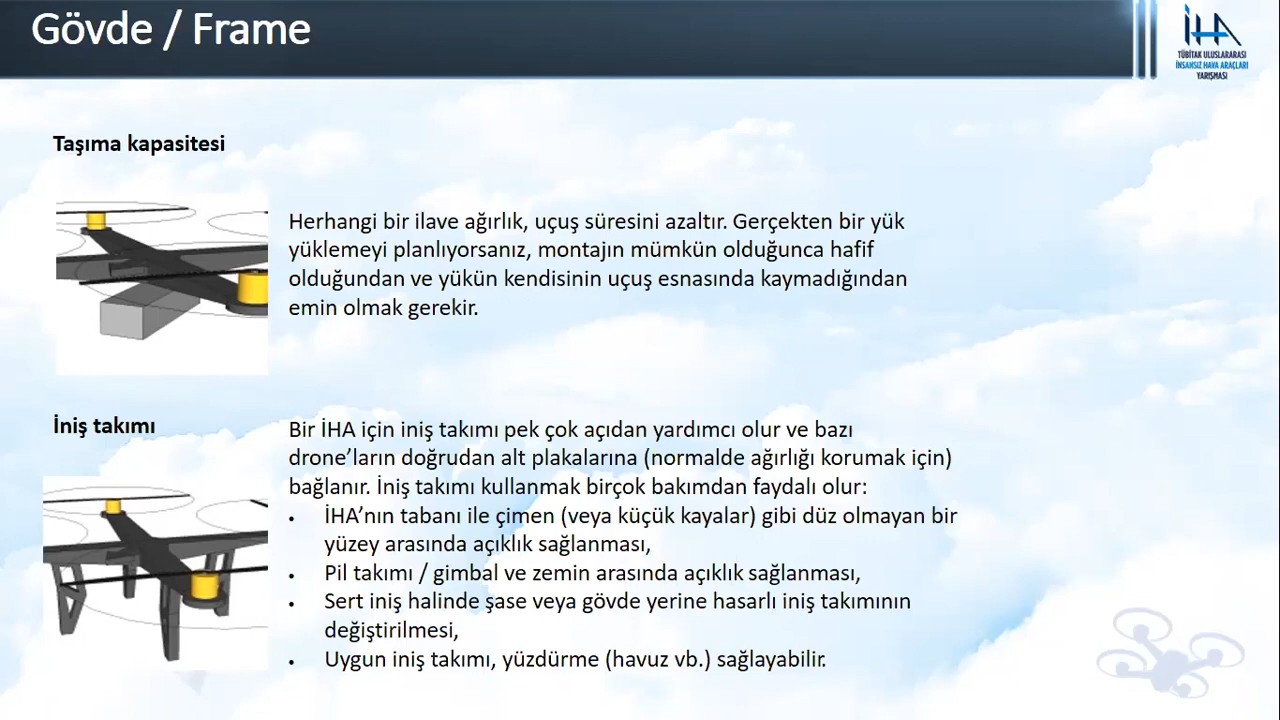 Gövde / Frame
İHA
TÜBİTAK ULUSLARARASI
İNSANSIZ HAVA ARAÇLARI
YARIŞMASI
Taşıma kapasitesi
Herhangi bir ilave ağırlık, uçuş süresini azaltır. Gerçekten bir yük
yüklemeyi planlıyorsanız, montajın mümkün olduğunca hafif
olduğundan ve yükün kendisinin uçuş esnasında kaymadığından
emin olmak gerekir.
İniş takımı
Bir İHA için iniş takımı pek çok açıdan yardımcı olur ve bazı
drone’ların doğrudan alt plakalarına (normalde ağırlığı korumak için)
bağlanır. İniş takımı kullanmak birçok bakımdan faydalı olur:
• İHA’nın tabanı ile çimen (veya küçük kayalar) gibi düz olmayan bir
yüzey arasında açıklık sağlanması,
• Pil takımı / gimbal ve zemin arasında açıklık sağlanması,
• Sert iniş halinde şase veya gövde yerine hasarlı iniş takımının
değiştirilmesi,
• Uygun iniş takımı, yüzdürme (havuz vb.) sağlayabilir.